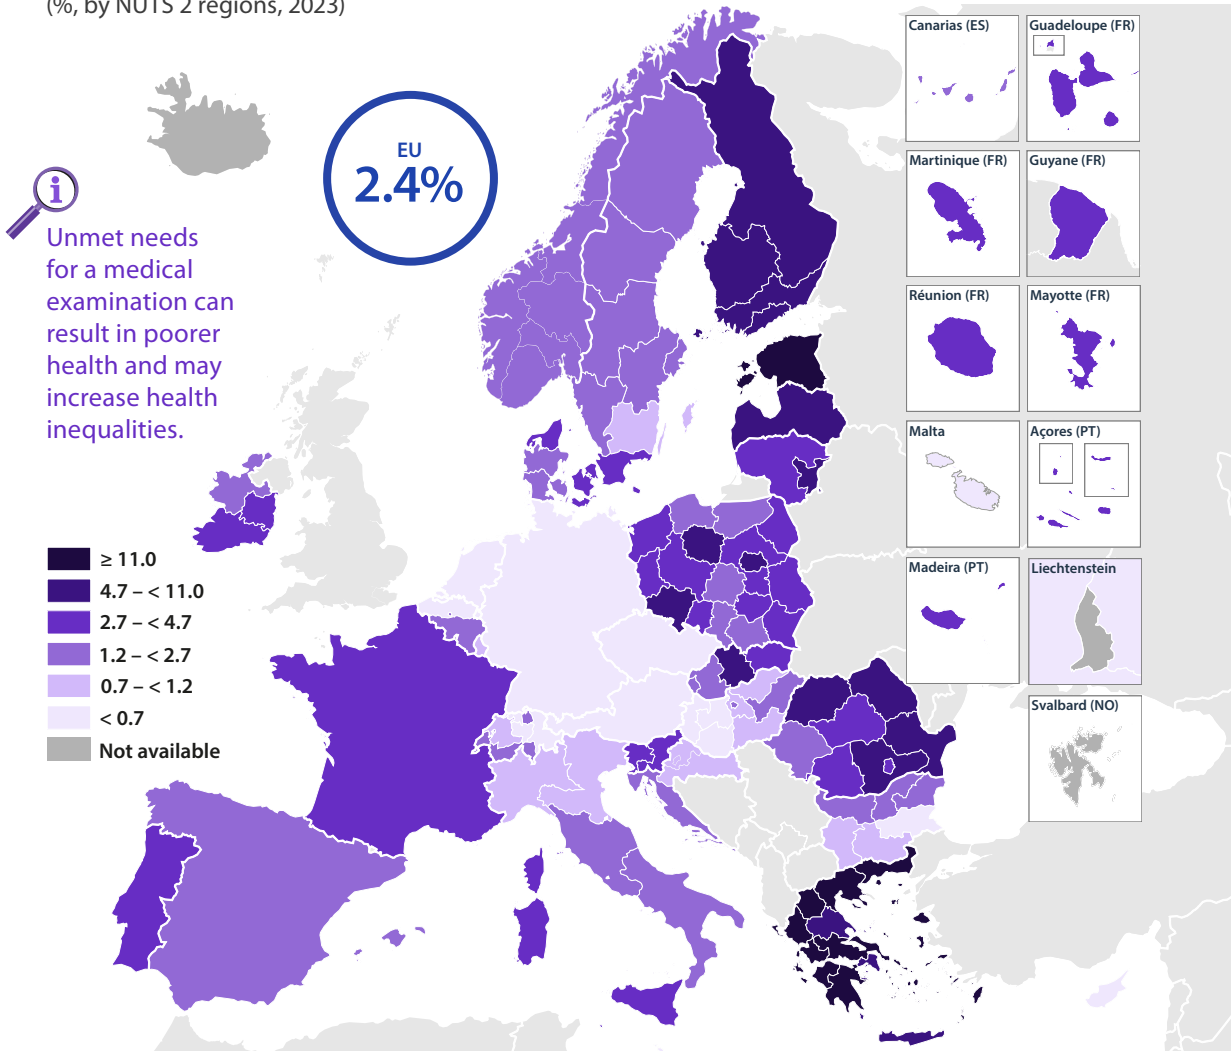 (%, by NUTS 2 regions, 2023)
EU
2.4%
i
Unmet needs
for a medical
examination can
result in poorer
health and may
increase health
inequalities.
≥ 11.0
4.7 – < 11.0
2.7 – < 4.7
1.2 – < 2.7
0.7 – < 1.2
< 0.7
Not available
Canarias (ES)
Guadeloupe (FR)
Martinique (FR)
Guyane (FR)
Réunion (FR)
Mayotte (FR)
Malta
Açores (PT)
Madeira (PT)
Liechtenstein
Svalbard (NO)